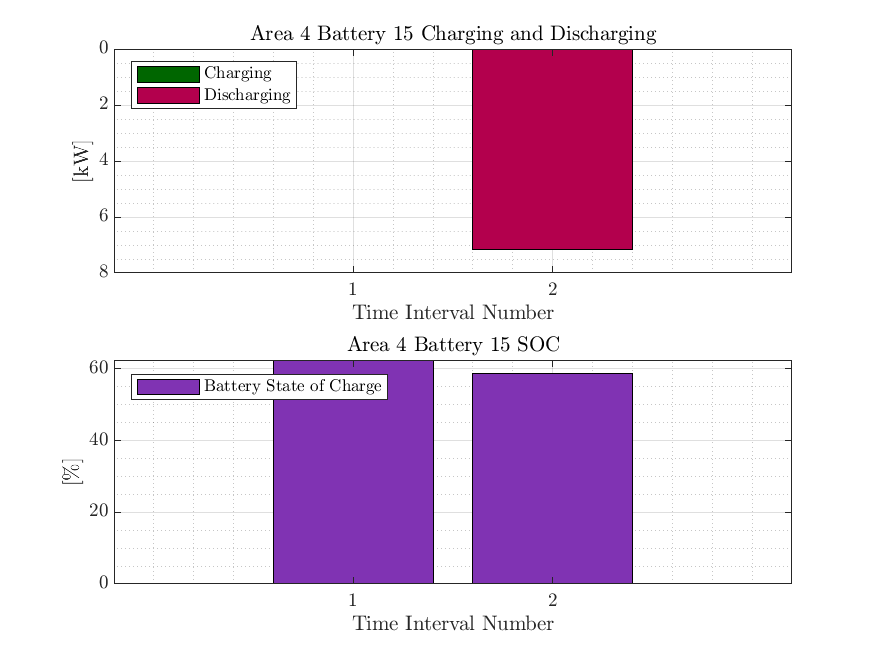 Area 4 Battery 15 Charging and Discharging
0
Charging
Discharging
2
[kW]
4
6
8
1
2
Time Interval Number
Area 4 Battery 15 SOC
60
Battery State of Charge
40
[%]
20
0
1
2
Time Interval Number